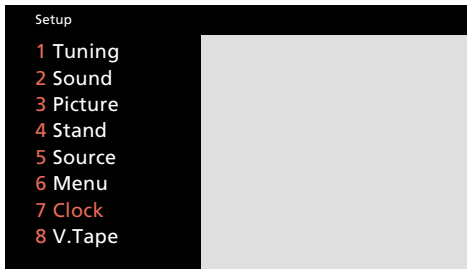 Setup
1 Tuning
2 Sound
3 Picture
4 Stand
5 Source
6 Menu
7 Clock
8 V.Tape